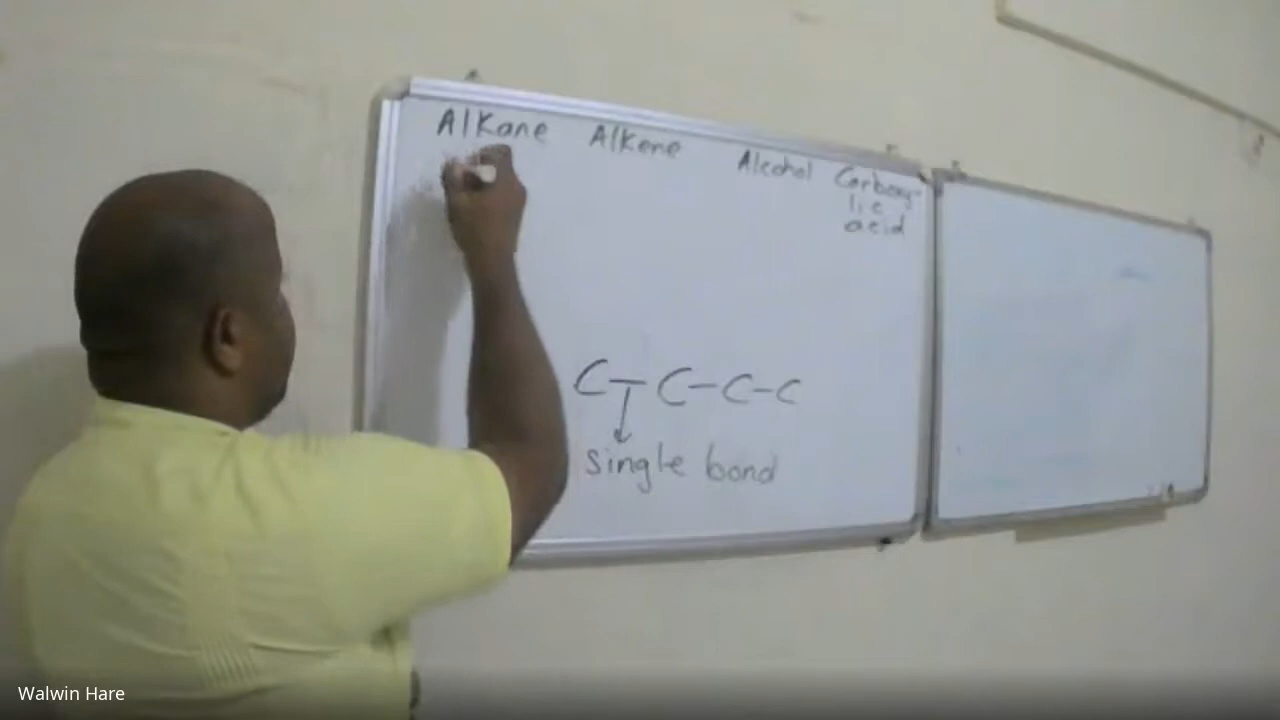 Alkane Alkene Alcohol Carboxy-
lic
acid
C - C - C - C
single bond
Walwin Hare